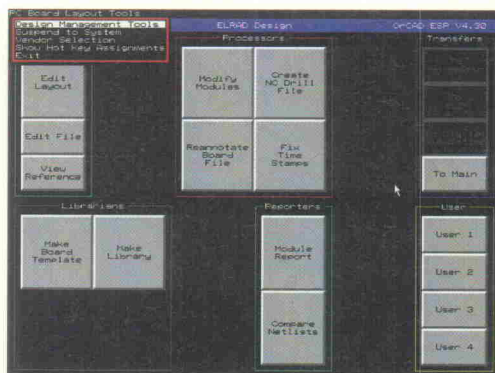 PC Board Layout Tools
ELRAD Design
OrCAD ESP V4.30
Design Management Tools
Suspend to System
Vendor Selection
Show Hot Key Assignments
Exit
Processors
Transfers
Edit
Layout
Edit File
View
Reference
Modify
Modules
Create
NC Drill
File
Reannotate
Board
File
Fix
Time
Stamps
To Main
Librarians
Make
Board
Template
Make
Library
Reporters
Module
Report
Compare
Netlists
User
User 1
User 2
User 3
User 4